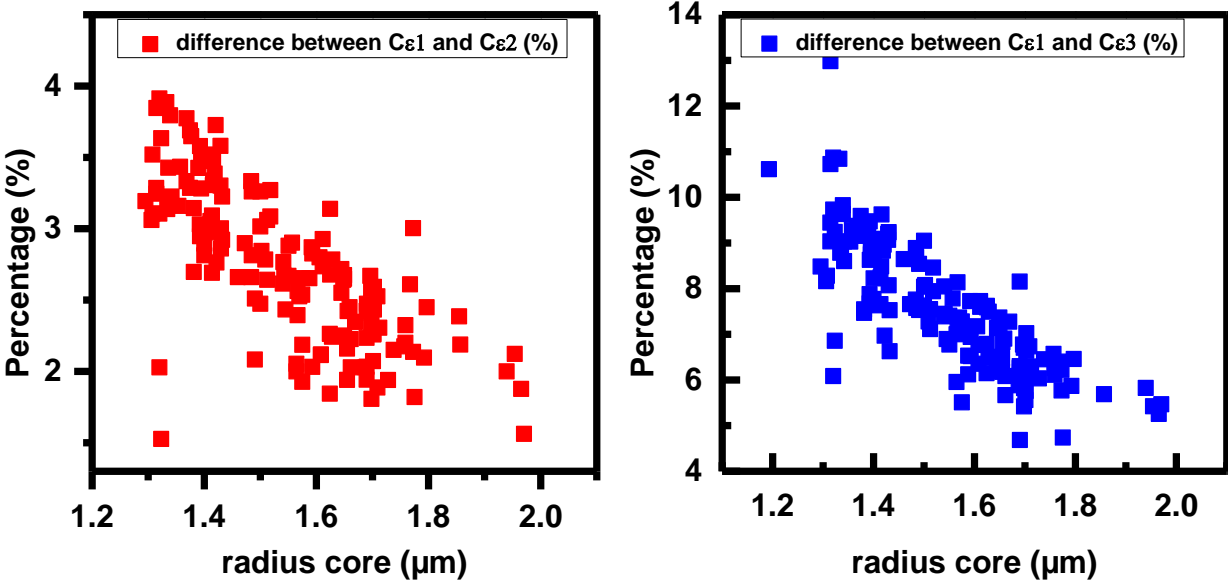 difference between Cε1 and Cε2 (%)
Percentage (%)
4
3
2
1.2 1.4 1.6 1.8 2.0
radius core (µm)
difference between Cε1 and Cε3 (%)
Percentage (%)
14
12
10
8
6
4
1.2 1.4 1.6 1.8 2.0
radius core (µm)